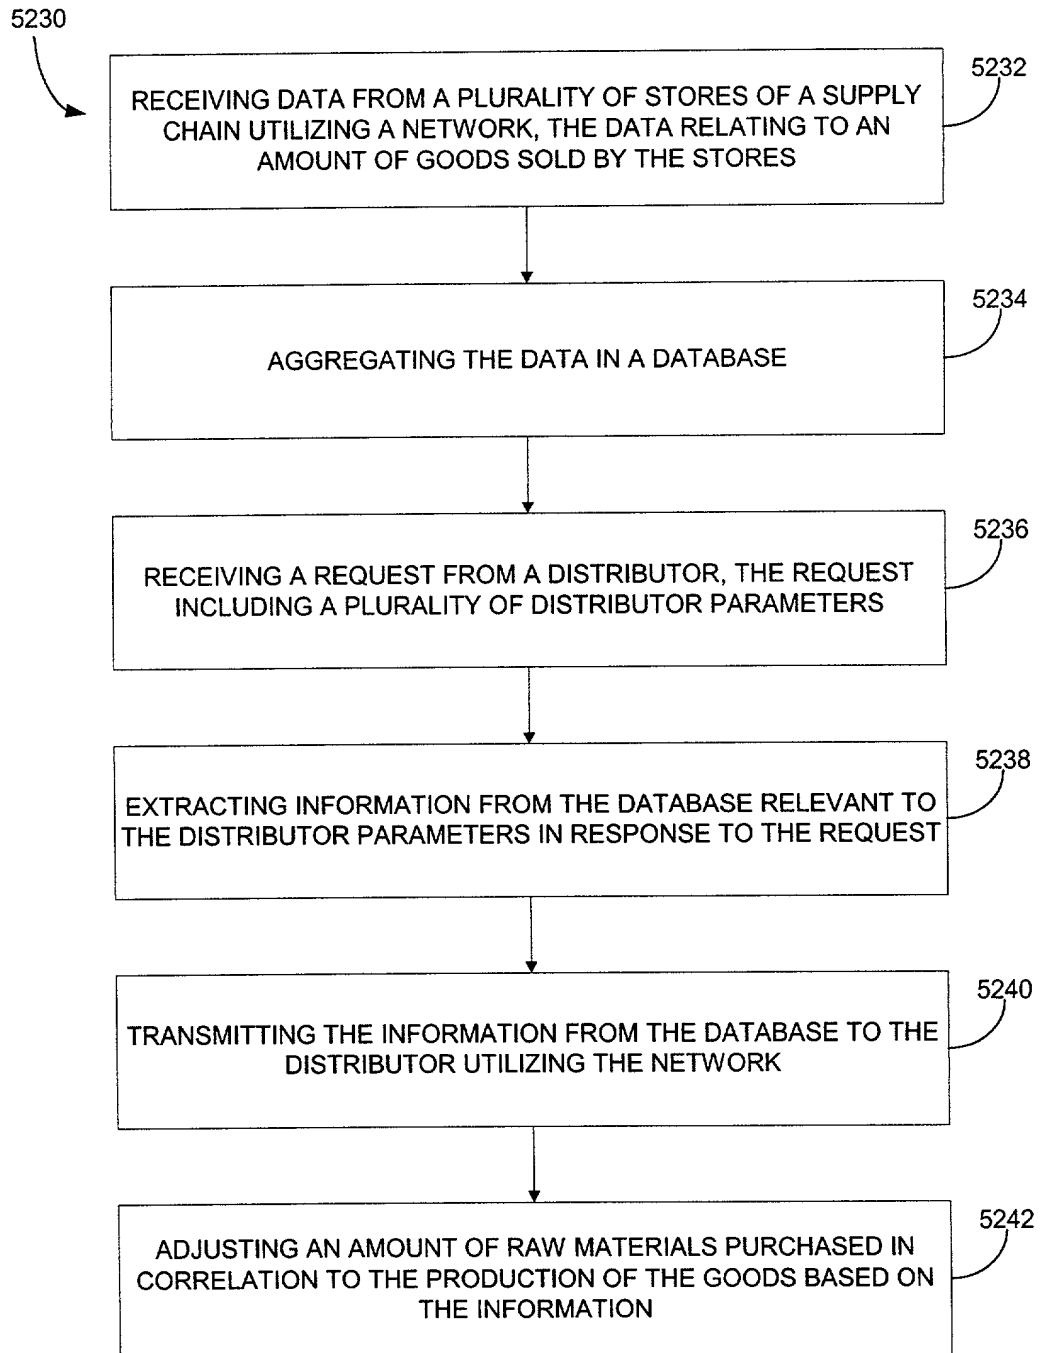 5230
5232
RECEIVING DATA FROM A PLURALITY OF STORES OF A SUPPLY
CHAIN UTILIZING A NETWORK, THE DATA RELATING TO AN
AMOUNT OF GOODS SOLD BY THE STORES
5234
AGGREGATING THE DATA IN A DATABASE
5236
RECEIVING A REQUEST FROM A DISTRIBUTOR, THE REQUEST
INCLUDING A PLURALITY OF DISTRIBUTOR PARAMETERS
5238
EXTRACTING INFORMATION FROM THE DATABASE RELEVANT TO
THE DISTRIBUTOR PARAMETERS IN RESPONSE TO THE REQUEST
5240
TRANSMITTING THE INFORMATION FROM THE DATABASE TO THE
DISTRIBUTOR UTILIZING THE NETWORK
5242
ADJUSTING AN AMOUNT OF RAW MATERIALS PURCHASED IN
CORRELATION TO THE PRODUCTION OF THE GOODS BASED ON
THE INFORMATION